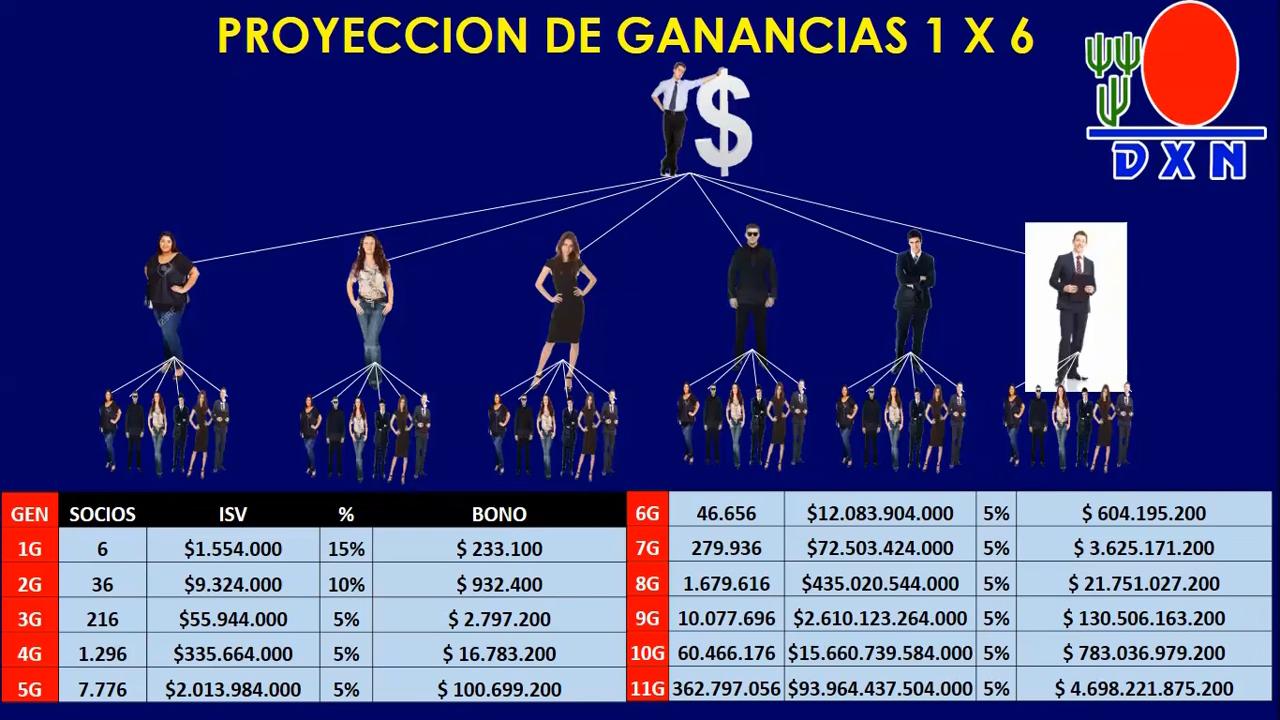 PROYECCION DE GANANCIAS 1 X 6
$
DXN
GEN SOCIOS ISV % BONO
1G 6 $1.554.000 15% $ 233.100
2G 36 $9.324.000 10% $ 932.400
3G 216 $55.944.000 5% $ 2.797.200
4G 1.296 $335.664.000 5% $ 16.783.200
5G 7.776 $2.013.984.000 5% $ 100.699.200
6G 46.656 $12.083.904.000 5% $ 604.195.200
7G 279.936 $72.503.424.000 5% $ 3.625.171.200
8G 1.679.616 $435.020.544.000 5% $ 21.751.027.200
9G 10.077.696 $2.610.123.264.000 5% $ 130.506.163.200
10G 60.466.176 $15.660.739.584.000 5% $ 783.036.979.200
11G 362.797.056 $93.964.437.504.000 5% $ 4.698.221.875.200